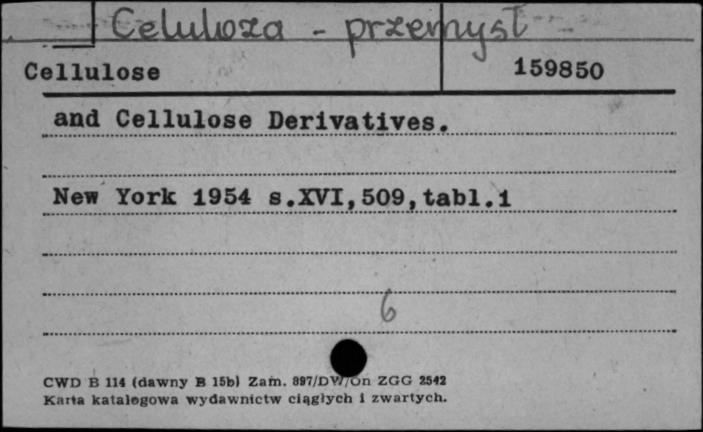 Celuloza - przemysł
Cellulose 159850
and Cellulose Derivatives.
New York 1954 s.XVI,509,tabl.1
6
CWD B 114 (dawny B 15b) Zam. 897/DW/On ZGG 2542
Karta katalogowa wydawnictw ciągłych i zwartych.